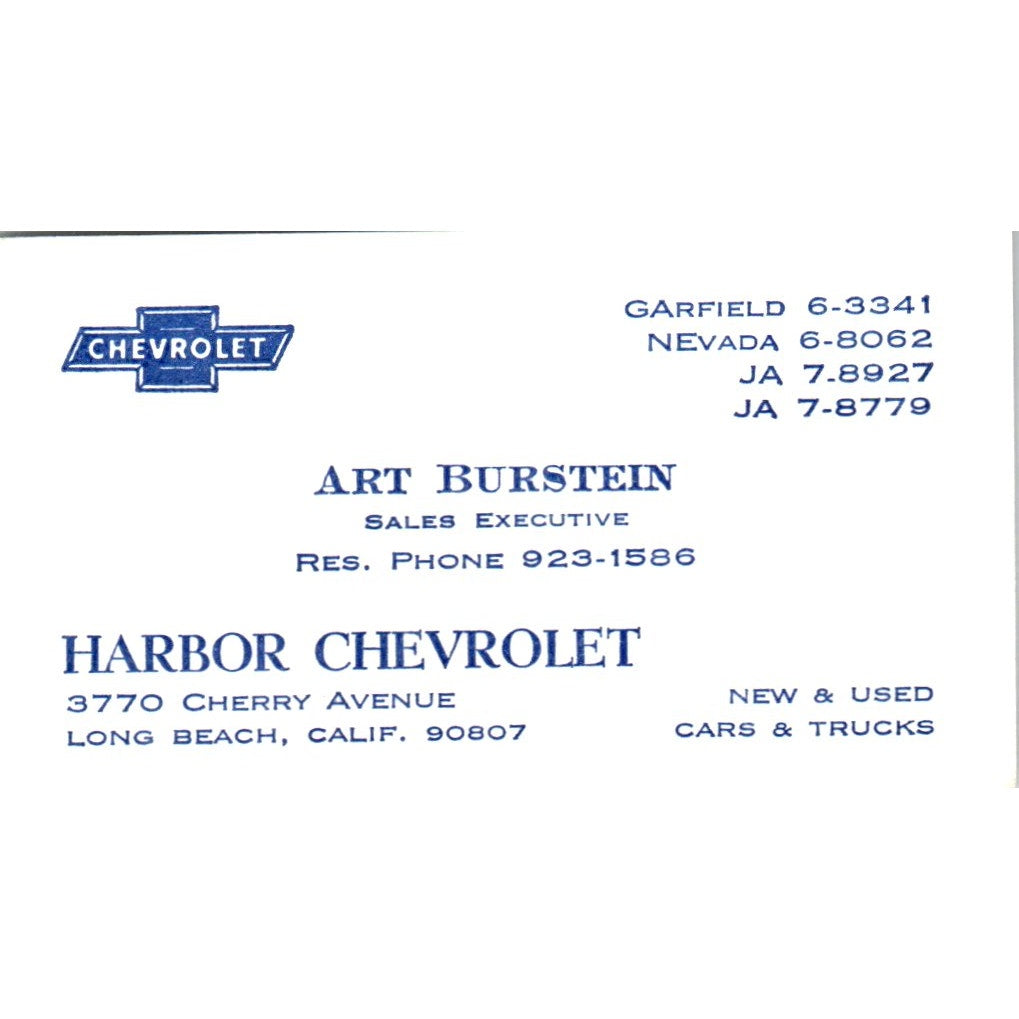 CHEVROLET
GARFIELD 6-3341
NEVADA 6-8062
JA 7-8927
JA 7-8779
ART BURSTEIN
SALES EXECUTIVE
RES. PHONE 923-1586
HARBOR CHEVROLET
3770 CHERRY AVENUE
LONG BEACH, CALIF. 90807
NEW & USED
CARS & TRUCKS